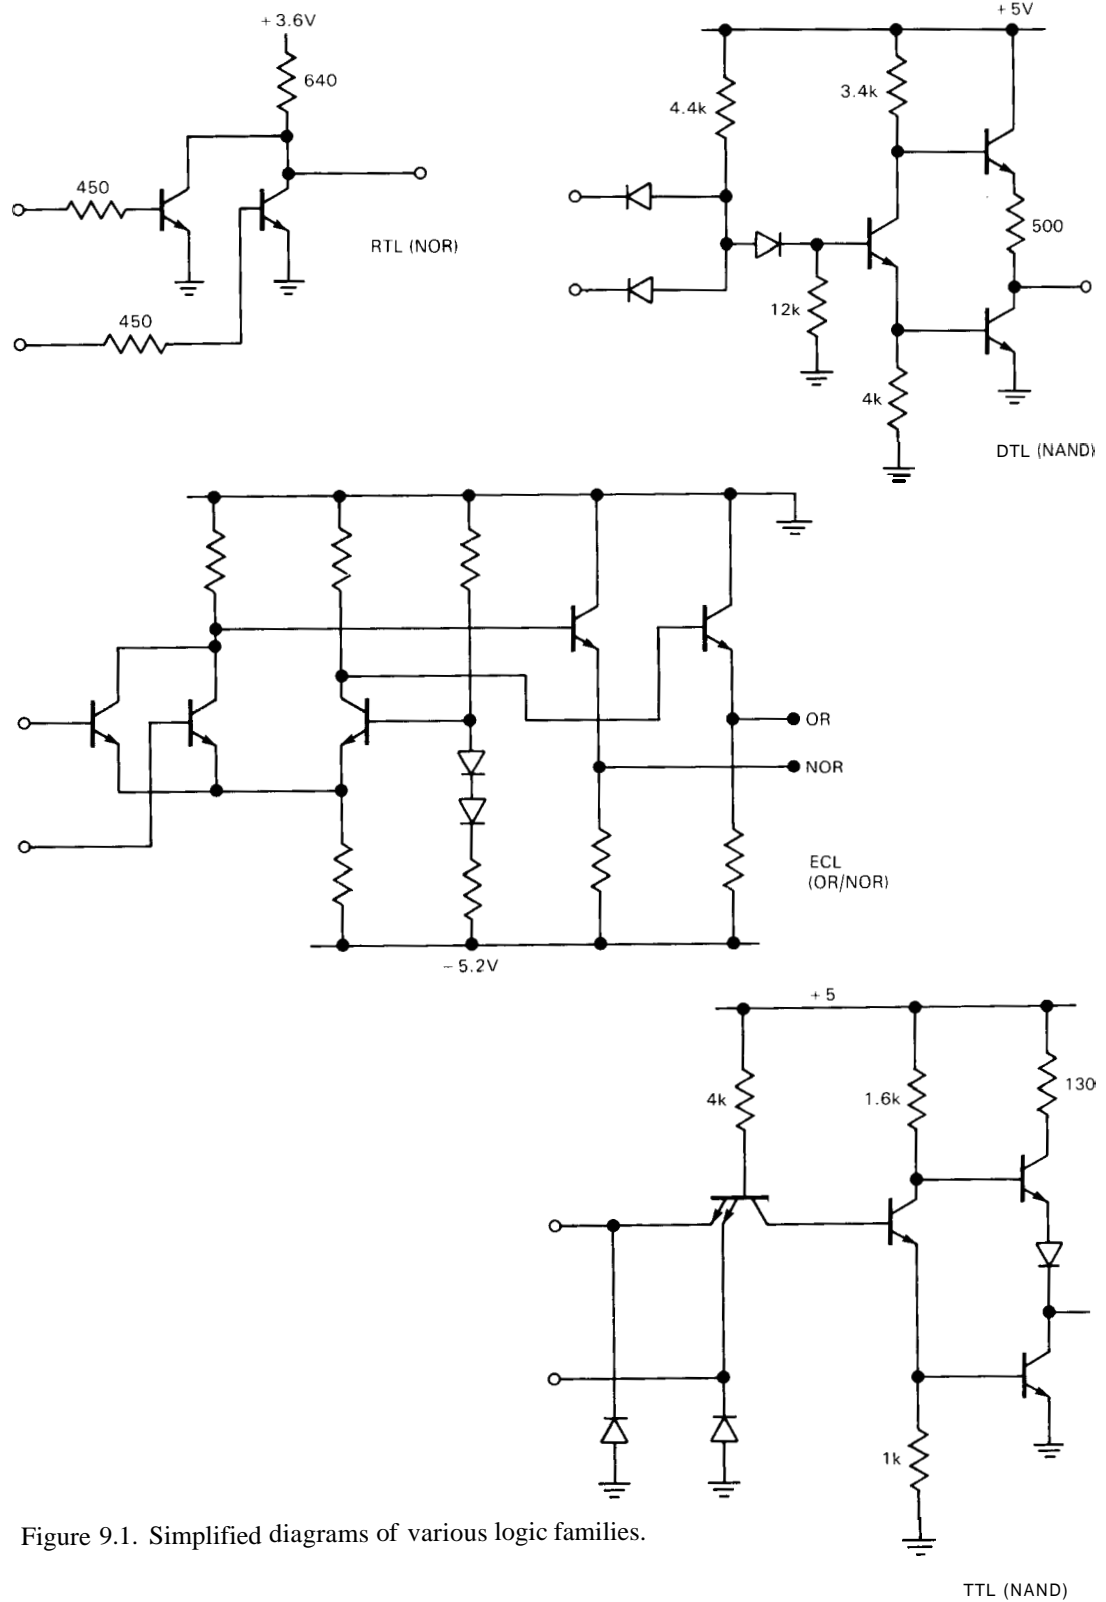 +3.6V
640
450
RTL (NOR)
450
+5V
3.4k
4.4k
500
12k
4k
DTL (NAND)
OR
NOR
ECL
(OR/NOR)
−5.2V
+5
4k
1.6k
130
1k
Figure 9.1. Simplified diagrams of various logic families.
TTL (NAND)